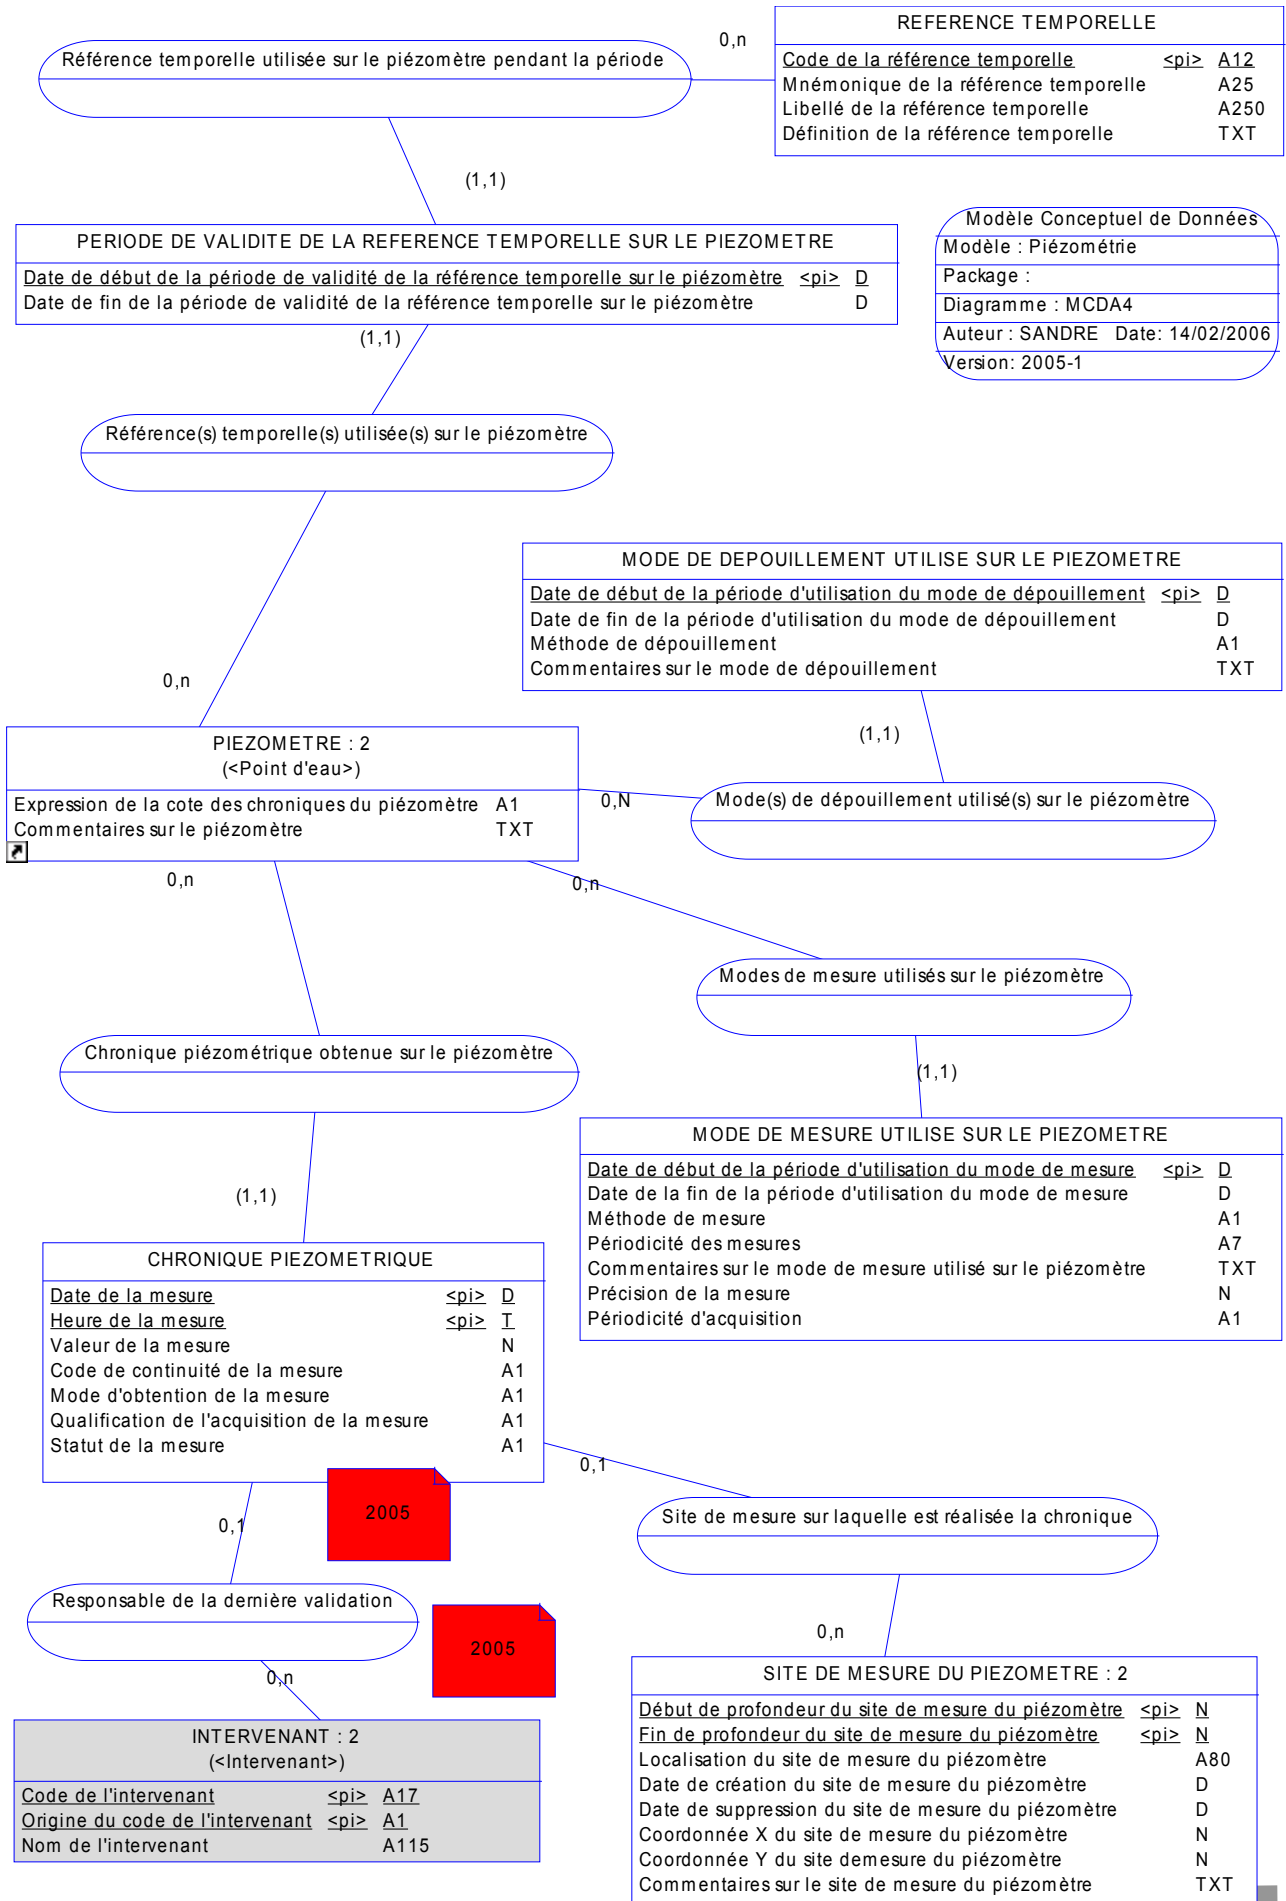 REFERENCE TEMPORELLE
Code de la référence temporelle <pi> A12
Mnémonique de la référence temporelle A25
Libellé de la référence temporelle A250
Définition de la référence temporelle TXT
0,n
Référence temporelle utilisée sur le piézomètre pendant la période
(1,1)
PERIODE DE VALIDITE DE LA REFERENCE TEMPORELLE SUR LE PIEZOMETRE
Date de début de la période de validité de la référence temporelle sur le piézomètre <pi> D
Date de fin de la période de validité de la référence temporelle sur le piézomètre D
Modèle Conceptuel de Données
Modèle : Piézométrie
Package :
Diagramme : MCDA4
Auteur : SANDRE Date: 14/02/2006
Version: 2005-1
(1,1)
Référence(s) temporelle(s) utilisée(s) sur le piézomètre
0,n
MODE DE DEPOUILLEMENT UTILISE SUR LE PIEZOMETRE
Date de début de la période d'utilisation du mode de dépouillement <pi> D
Date de fin de la période d'utilisation du mode de dépouillement D
Méthode de dépouillement A1
Commentaires sur le mode de dépouillement TXT
(1,1)
PIEZOMETRE : 2
(<Point d'eau>)
Expression de la cote des chroniques du piézomètre A1
Commentaires sur le piézomètre TXT
0,N
Mode(s) de dépouillement utilisé(s) sur le piézomètre
0,n
0,n
Modes de mesure utilisés sur le piézomètre
Chronique piézométrique obtenue sur le piézomètre
(1,1)
MODE DE MESURE UTILISE SUR LE PIEZOMETRE
Date de début de la période d'utilisation du mode de mesure <pi> D
Date de la fin de la période d'utilisation du mode de mesure D
Méthode de mesure A1
Périodicité des mesures A7
Commentaires sur le mode de mesure utilisé sur le piézomètre TXT
Précision de la mesure N
Périodicité d'acquisition A1
(1,1)
CHRONIQUE PIEZOMETRIQUE
Date de la mesure <pi> D
Heure de la mesure <pi> T
Valeur de la mesure N
Code de continuité de la mesure A1
Mode d'obtention de la mesure A1
Qualification de l'acquisition de la mesure A1
Statut de la mesure A1
0,1
2005
0,1
Site de mesure sur laquelle est réalisée la chronique
Responsable de la dernière validation
2005
0,n
0,n
INTERVENANT : 2
(<Intervenant>)
Code de l'intervenant <pi> A17
Origine du code de l'intervenant <pi> A1
Nom de l'intervenant A115
SITE DE MESURE DU PIEZOMETRE : 2
Début de profondeur du site de mesure du piézomètre <pi> N
Fin de profondeur du site de mesure du piézomètre <pi> N
Localisation du site de mesure du piézomètre A80
Date de création du site de mesure du piézomètre D
Date de suppression du site de mesure du piézomètre D
Coordonnée X du site de mesure du piézomètre N
Coordonnée Y du site demesure du piézomètre N
Commentaires sur le site de mesure du piézomètre TXT